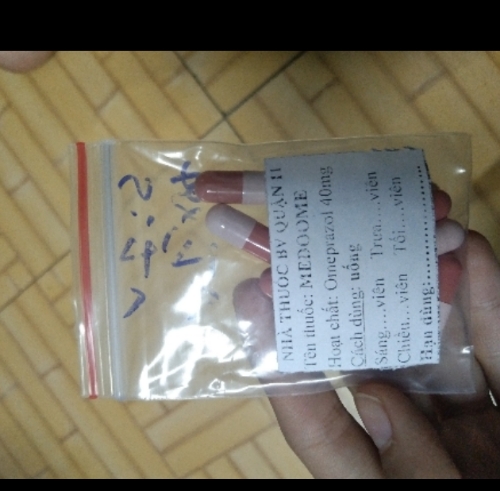 NHÀ THUỐC BV QUẬN 11
Tên thuốc: MEDOOME
Hoạt chất: Omeprazol 40mg
Cách dùng: uống
Sáng....viên Trưa....viên
Chiều....viên Tối....viên
Hạn dùng: